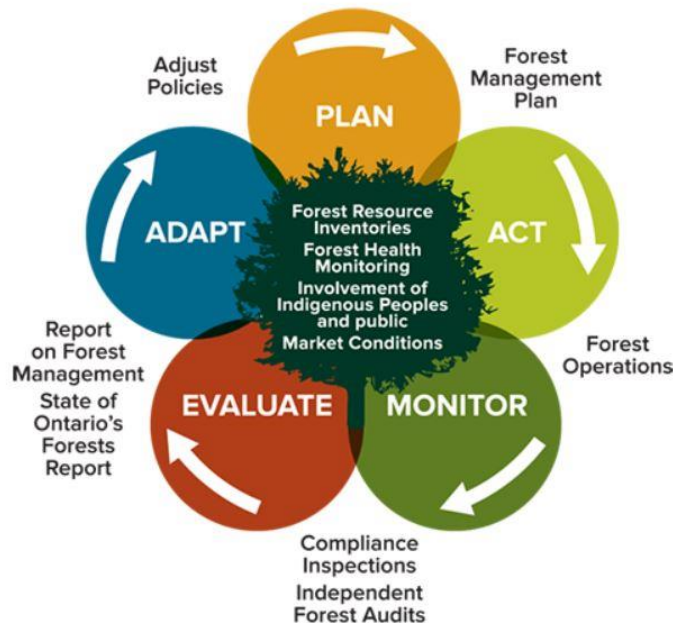 PLAN
Forest
Management
Plan
ACT
Forest
Operations
MONITOR
Compliance
Inspections
Independent
Forest Audits
EVALUATE
Report
on Forest
Management
State of
Ontario's
Forests
Report
ADAPT
Adjust
Policies
Forest Resource
Inventories
Forest Health
Monitoring
Involvement of
Indigenous Peoples
and public
Market Conditions